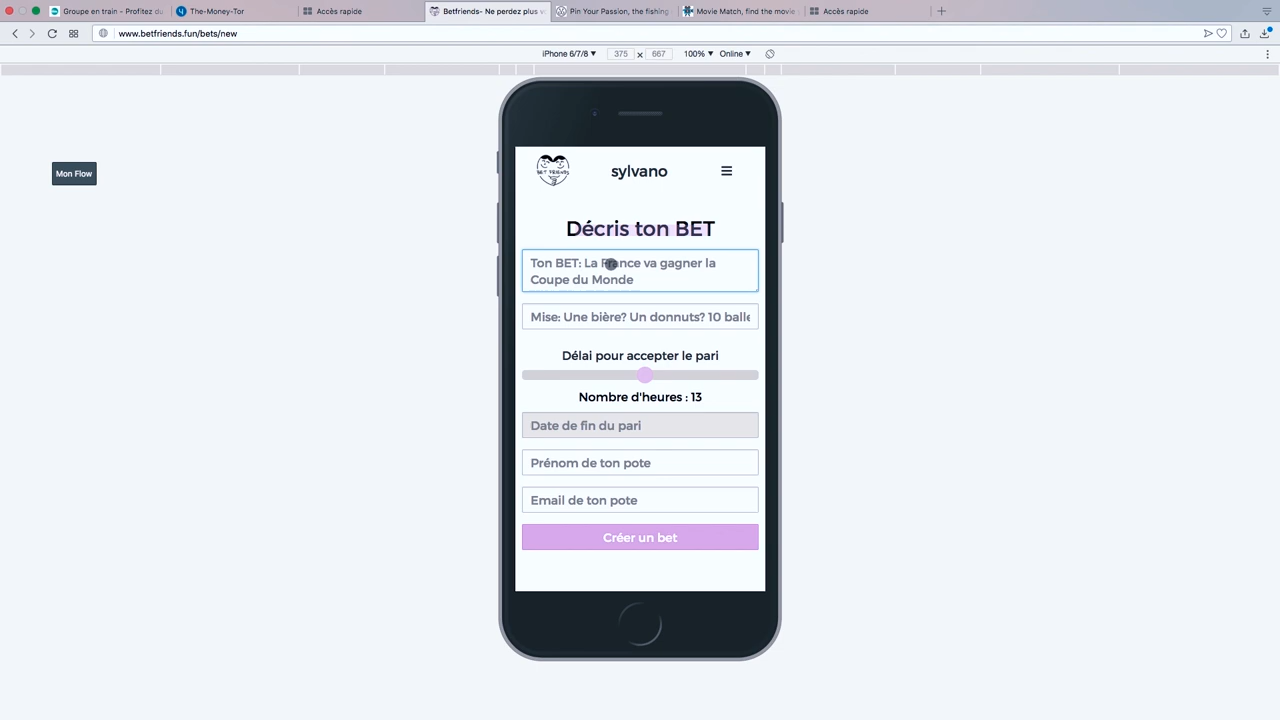 Groupe en train - Profitez du
The-Money-Tor
Accès rapide
Betfriends- Ne perdez plus v
Pin Your Passion, the fishing
Movie Match, find the movie
Accès rapide
www.betfriends.fun/bets/new
iPhone 6/7/8 ▼ 375 × 667 100% ▼ Online ▼
Mon Flow
BET FRIENDS
sylvano
Décris ton BET
Ton BET: La France va gagner la
Coupe du Monde
Mise: Une bière? Un donnuts? 10 balle
Délai pour accepter le pari
Nombre d'heures : 13
Date de fin du pari
Prénom de ton pote
Email de ton pote
Créer un bet